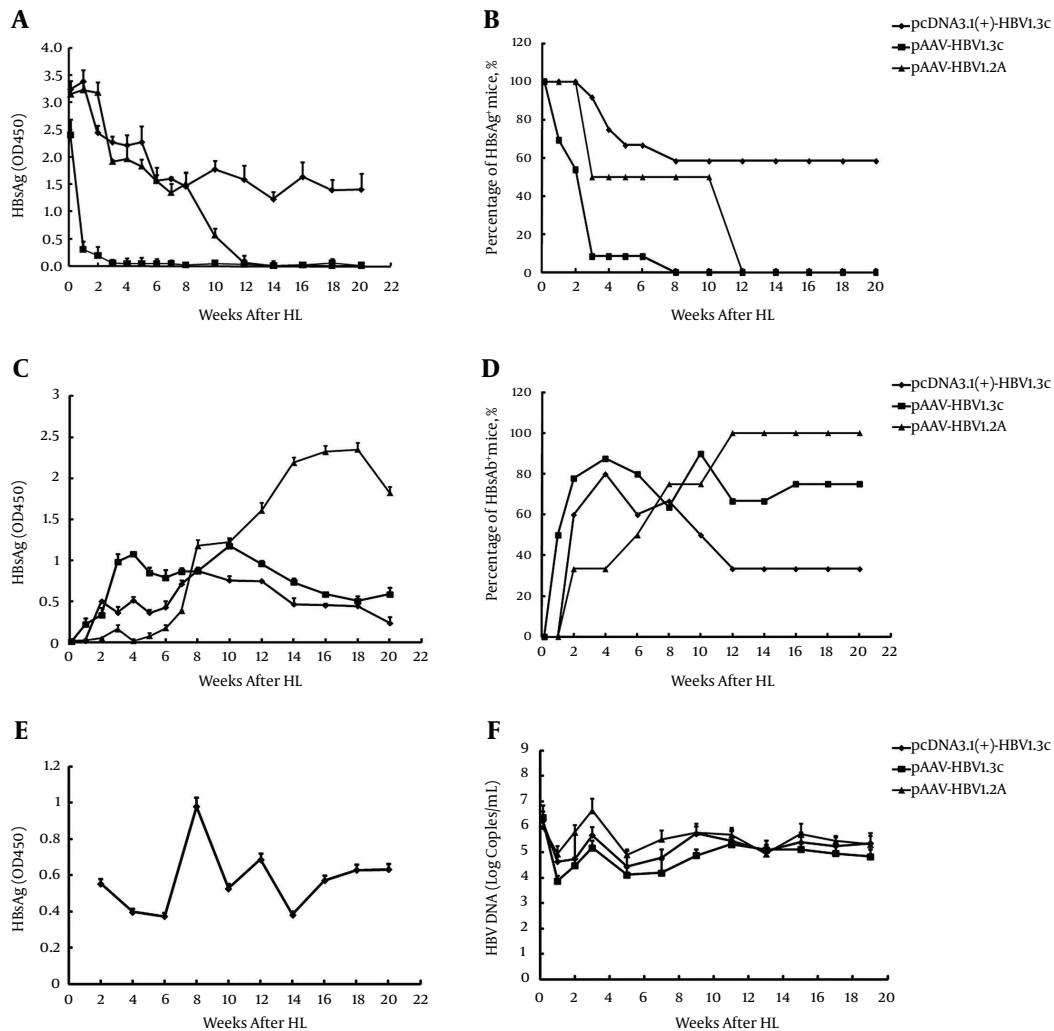 A
HBsAg (OD450)
4.0
3.5
3.0
2.5
2.0
1.5
1.0
0.5
0.0
0 2 4 6 8 10 12 14 16 18 20 22
Weeks After HL
B
Percentage of HBsAg+mice, %
120
100
80
60
40
20
0
0 2 4 6 8 10 12 14 16 18 20
Weeks After HL
pcDNA3.1(+)-HBV1.3c
pAAV-HBV1.3c
pAAV-HBV1.2A
C
HBsAg (OD450)
3
2.5
2
1.5
1
0.5
0
0 2 4 6 8 10 12 14 16 18 20 22
Weeks After HL
D
Percentage of HBsAb+mice, %
120
100
80
60
40
20
0
0 2 4 6 8 10 12 14 16 18 20 22
Weeks After HL
pcDNA3.1(+)-HBV1.3c
pAAV-HBV1.3c
pAAV-HBV1.2A
E
HBsAg (OD450)
1.2
1
0.8
0.6
0.4
0.2
0
0 2 4 6 8 10 12 14 16 18 20 22
Weeks After HL
F
HBV DNA (Log Coples/mL)
9
8
7
6
5
4
3
2
1
0
0 2 4 6 8 10 12 14 16 18 20
Weeks After HL
pcDNA3.1(+)-HBV1.3c
pAAV-HBV1.3c
pAAV-HBV1.2A